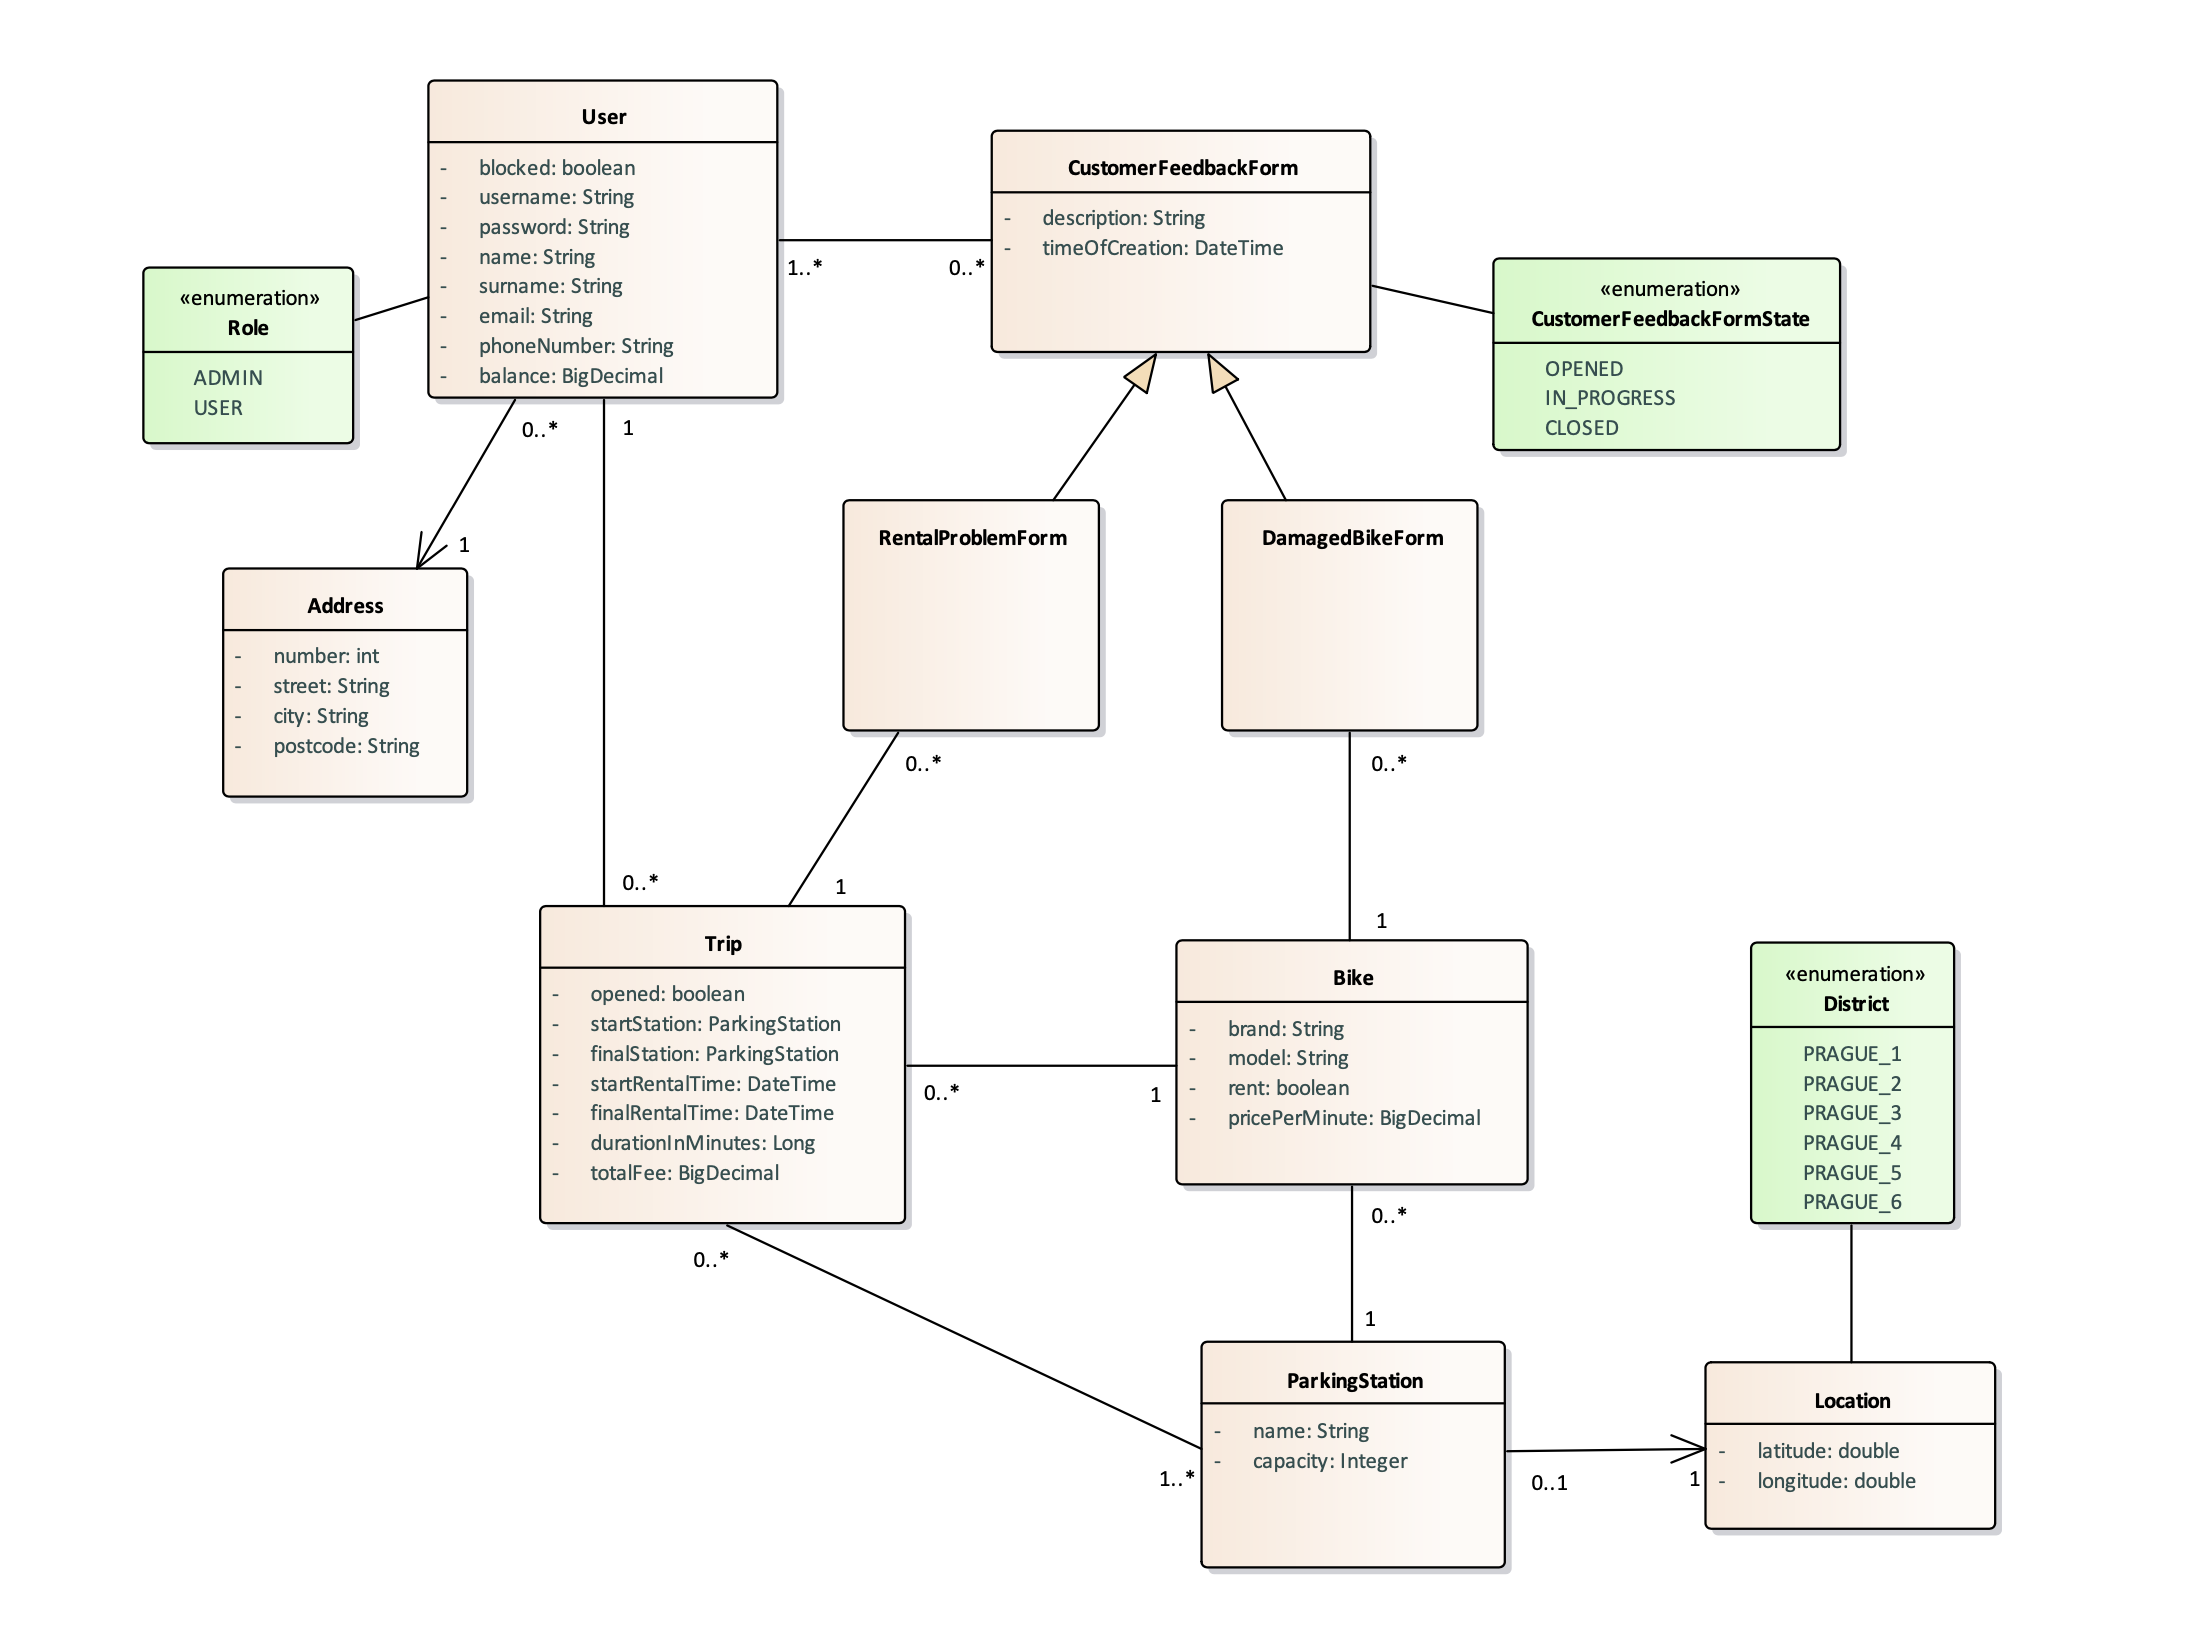 User
- blocked: boolean
- username: String
- password: String
- name: String
- surname: String
- email: String
- phoneNumber: String
- balance: BigDecimal
CustomerFeedbackForm
- description: String
- timeOfCreation: DateTime
1..*
0..*
«enumeration»
Role
ADMIN
USER
«enumeration»
CustomerFeedbackFormState
OPENED
IN_PROGRESS
CLOSED
0..*
1
1
Address
- number: int
- street: String
- city: String
- postcode: String
RentalProblemForm
DamagedBikeForm
0..*
0..*
0..*
1
1
Trip
- opened: boolean
- startStation: ParkingStation
- finalStation: ParkingStation
- startRentalTime: DateTime
- finalRentalTime: DateTime
- durationInMinutes: Long
- totalFee: BigDecimal
0..*
1
Bike
- brand: String
- model: String
- rent: boolean
- pricePerMinute: BigDecimal
«enumeration»
District
PRAGUE_1
PRAGUE_2
PRAGUE_3
PRAGUE_4
PRAGUE_5
PRAGUE_6
0..*
0..*
1
1..*
ParkingStation
- name: String
- capacity: Integer
0..1
1
Location
- latitude: double
- longitude: double